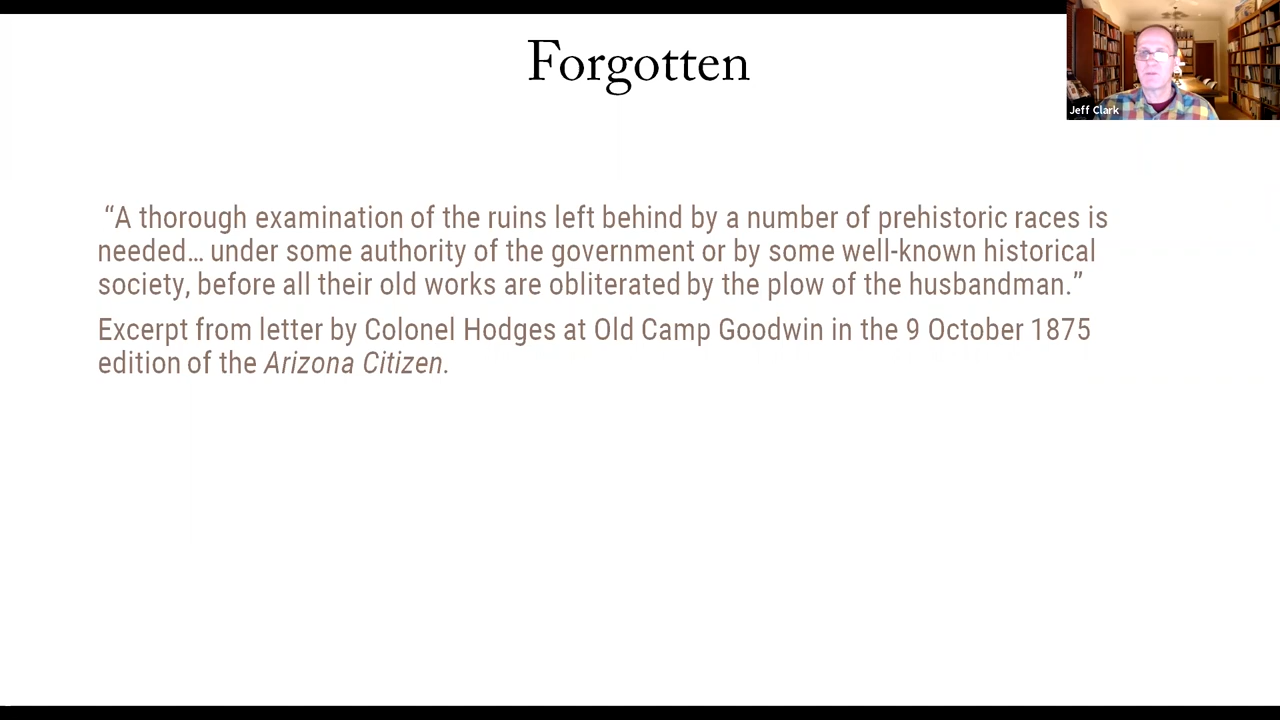 Forgotten
Jeff Clark
“A thorough examination of the ruins left behind by a number of prehistoric races is
needed… under some authority of the government or by some well-known historical
society, before all their old works are obliterated by the plow of the husbandman.”
Excerpt from letter by Colonel Hodges at Old Camp Goodwin in the 9 October 1875
edition of the Arizona Citizen.